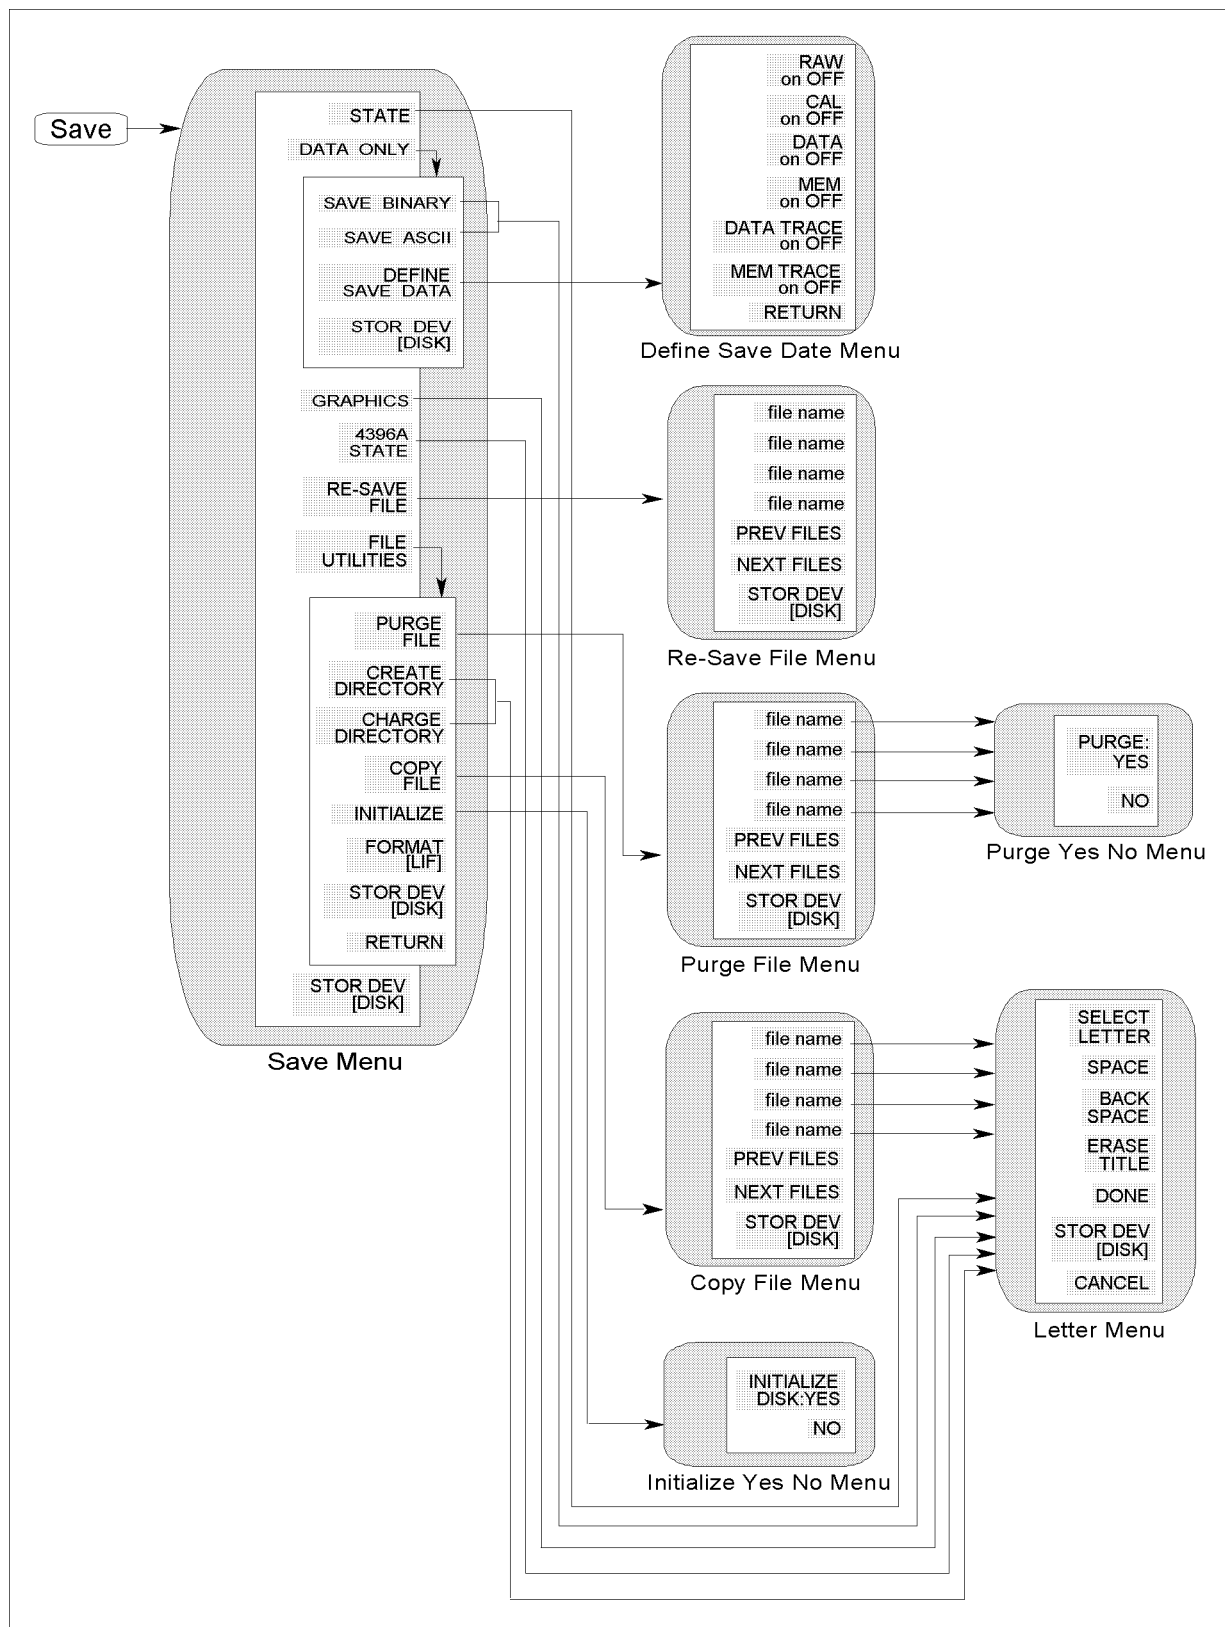 Save
STATE
DATA ONLY
SAVE BINARY
SAVE ASCII
DEFINE
SAVE DATA
STOR DEV
[DISK]
GRAPHICS
4396A
STATE
RE-SAVE
FILE
FILE
UTILITIES
PURGE
FILE
CREATE
DIRECTORY
CHARGE
DIRECTORY
COPY
FILE
INITIALIZE
FORMAT
[LIF]
STOR DEV
[DISK]
RETURN
STOR DEV
[DISK]
Save Menu
RAW
on OFF
CAL
on OFF
DATA
on OFF
MEM
on OFF
DATA TRACE
on OFF
MEM TRACE
on OFF
RETURN
Define Save Date Menu
file name
file name
file name
file name
PREV FILES
NEXT FILES
STOR DEV
[DISK]
Re-Save File Menu
file name
file name
file name
file name
PREV FILES
NEXT FILES
STOR DEV
[DISK]
Purge File Menu
PURGE:
YES
NO
Purge Yes No Menu
file name
file name
file name
file name
PREV FILES
NEXT FILES
STOR DEV
[DISK]
Copy File Menu
SELECT
LETTER
SPACE
BACK
SPACE
ERASE
TITLE
DONE
STOR DEV
[DISK]
CANCEL
Letter Menu
INITIALIZE
DISK:YES
NO
Initialize Yes No Menu